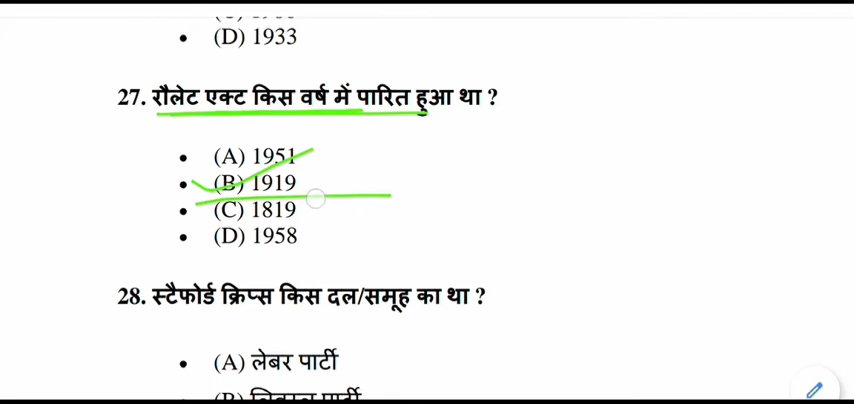 (D) 1933
27. रौलेट एक्ट किस वर्ष में पारित हुआ था ?
(A) 1951
(B) 1919
(C) 1819
(D) 1958
28. स्टैफोर्ड क्रिप्स किस दल/समूह का था ?
(A) लेबर पार्टी